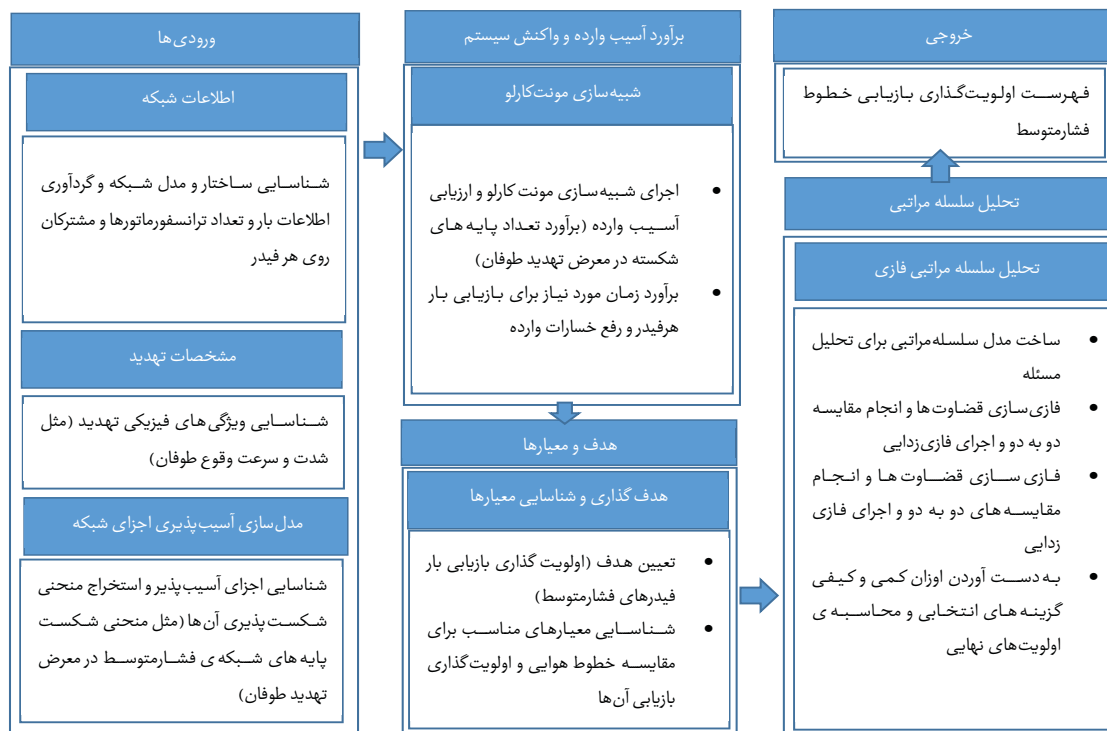 ورودی‌ها
اطلاعات شبکه
شناسایی ساختار و مدل شبکه و گردآوری
اطلاعات بار و تعداد ترانسفورماتورها و مشترکان
روی هر فیدر
مشخصات تهدید
شناسایی ویژگی های فیزیکی تهدید (مثل
شدت و سرعت وقوع طوفان)
مدل‌سازی آسیب‌پذیری اجزای شبکه
شناسایی اجزای آسیب‌پذیر و استخراج منحنی
شکست‌پذیری آن‌ها (مثل منحنی شکست
پایه های شبکه ی فشارمتوسط در معرض
تهدید طوفان)
برآورد آسیب وارده و واکنش سیستم
شبیه‌سازی مونت‌کارلو
• اجرای شبیه‌سازی مونت کارلو و ارزیابی
آسیب وارده (برآورد تعداد پایه های
شکسته در معرض تهدید طوفان)
• برآورد زمان مورد نیاز برای بازیابی بار
هرفیدر و رفع خسارات وارده
هدف و معیارها
هدف گذاری و شناسایی معیارها
• تعیین هدف (اولویت گذاری بازیابی بار
فیدرهای فشارمتوسط)
• شناسایی معیارهای مناسب برای
مقایسه خطوط هوایی و اولویت‌گذاری
بازیابی آن‌ها
خروجی
فهرست اولویت‌گذاری بازیابی خطوط
فشارمتوسط
تحلیل سلسله مراتبی
تحلیل سلسله مراتبی فازی
• ساخت مدل سلسله‌مراتبی برای تحلیل
مسئله
• فازی‌سازی قضاوت‌ها و انجام مقایسه
دو به دو و اجرای فازی‌زدایی
• فازی سازی قضاوت ها و انجام
مقایسه های دو به دو و اجرای فازی
زدایی
• به دست آوردن اوزان کمی و کیفی
گزینه های انتخابی و محاسبه ی
اولویت‌های نهایی